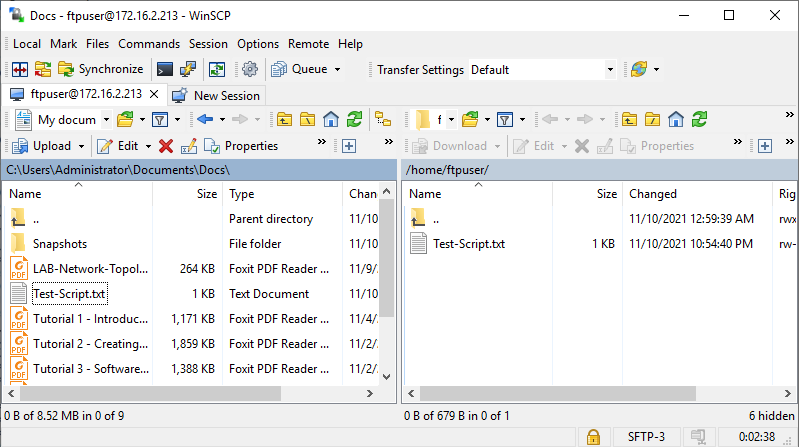 Docs - ftpuser@172.16.2.213 - WinSCP
Local Mark Files Commands Session Options Remote Help
Synchronize Queue Transfer Settings Default
ftpuser@172.16.2.213 New Session
My docum f
Upload Edit Properties Download Edit Properties
C:\Users\Administrator\Documents\Docs\ /home/ftpuser/
Name Size Type Chan Name Size Changed Rig
.. Parent directory 11/10 .. 11/10/2021 12:59:39 AM rwx
Snapshots File folder 11/10 Test-Script.txt 1 KB 11/10/2021 10:54:40 PM rw-
LAB-Network-Topol... 264 KB Foxit PDF Reader ... 11/9/
Test-Script.txt 1 KB Text Document 11/10
Tutorial 1 - Introduc... 1,171 KB Foxit PDF Reader ... 11/4/
Tutorial 2 - Creating... 1,859 KB Foxit PDF Reader ... 11/2/
Tutorial 3 - Software... 1,388 KB Foxit PDF Reader ... 11/2/
0 B of 8.52 MB in 0 of 9 0 B of 679 B in 0 of 1 6 hidden
SFTP-3 0:02:38